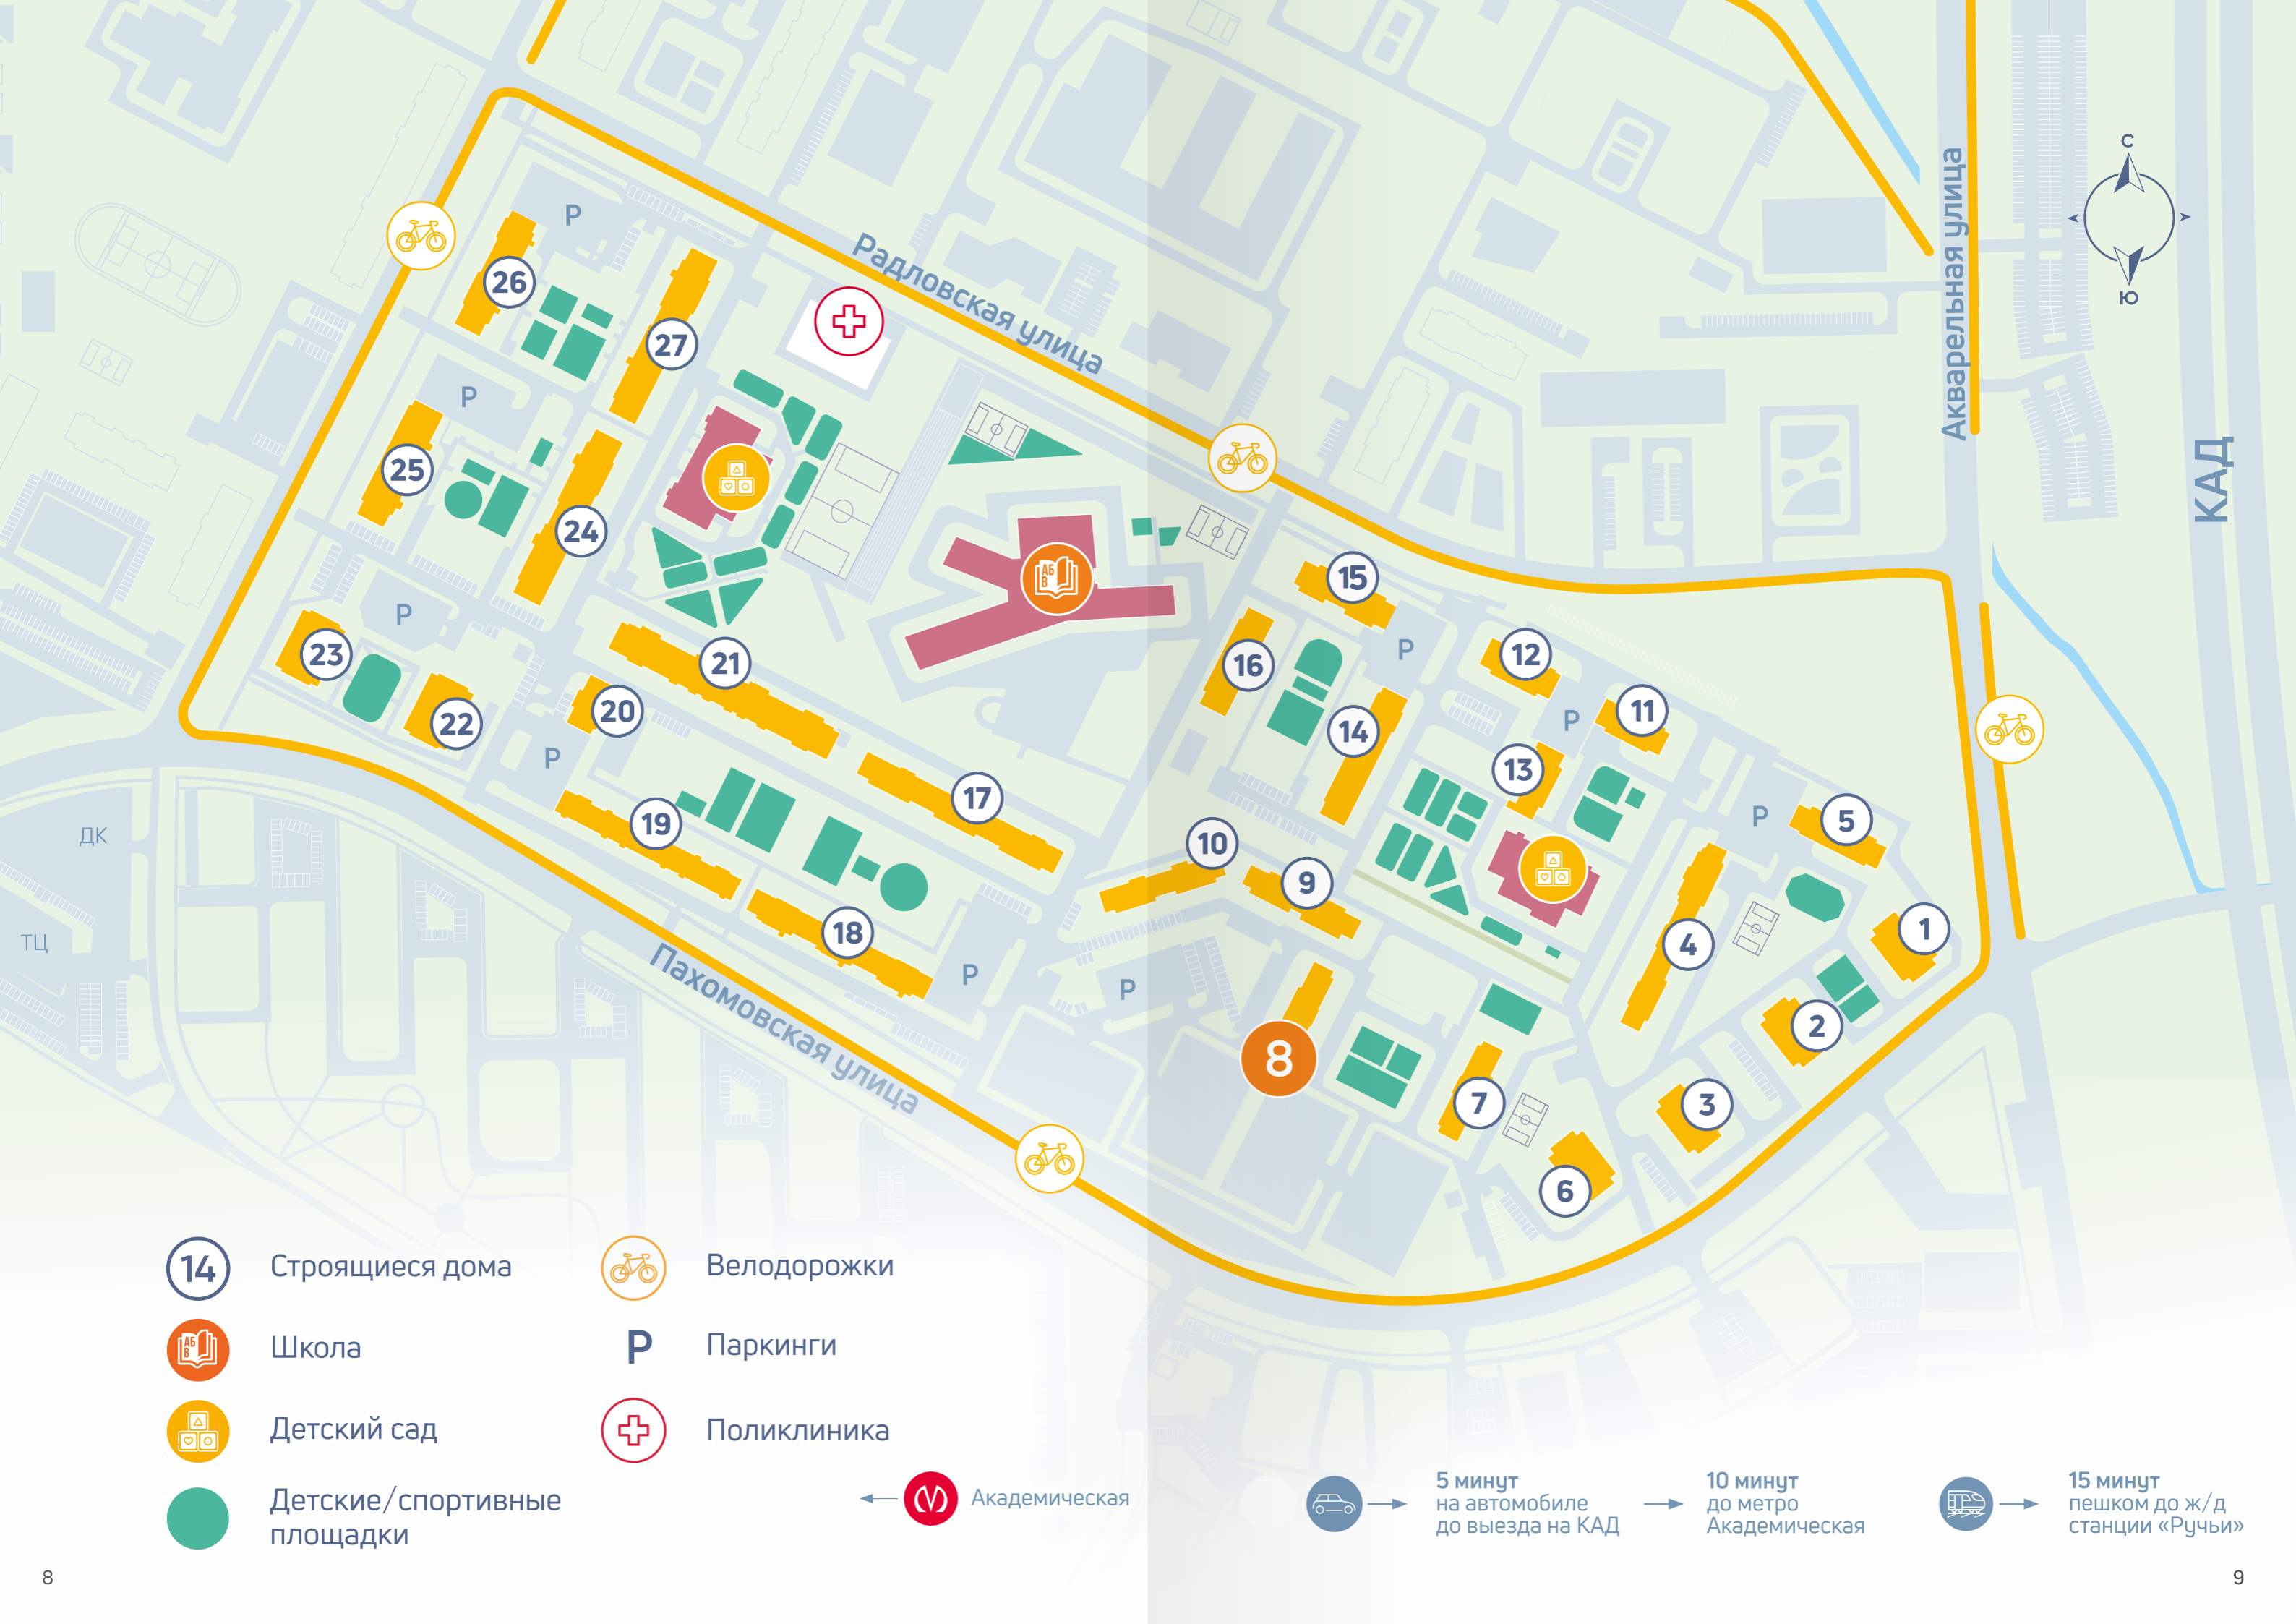 С
Ю
Радловская улица
Акварельная улица
КАД
Пахомовская улица
P
26
27
P
25
24
АБ
В
15
P
23
22
21
20
16
P
12
11
P
14
13
P
17
19
18
10
9
P
5
4
1
2
3
P
P
8
7
6
ДК
ТЦ
14
Строящиеся дома
Велодорожки
АБ
В
Школа
P
Паркинги
Детский сад
Поликлиника
Детские/спортивные
площадки
Академическая
5 минут
на автомобиле
до выезда на КАД
10 минут
до метро
Академическая
15 минут
пешком до ж/д
станции «Ручьи»
8
9